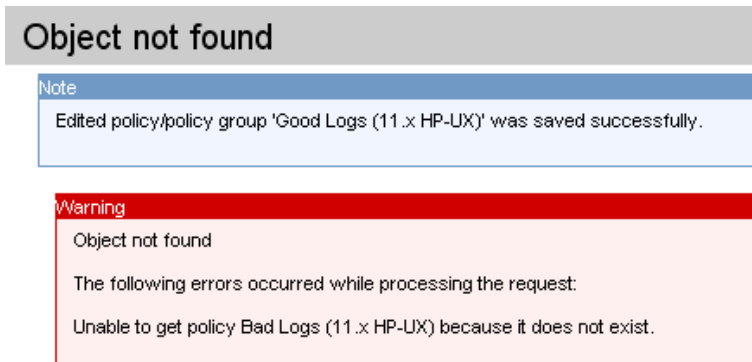 Object not found
Note
Edited policy/policy group 'Good Logs (11.x HP-UX)' was saved successfully.
Warning
Object not found
The following errors occurred while processing the request:
Unable to get policy Bad Logs (11.x HP-UX) because it does not exist.